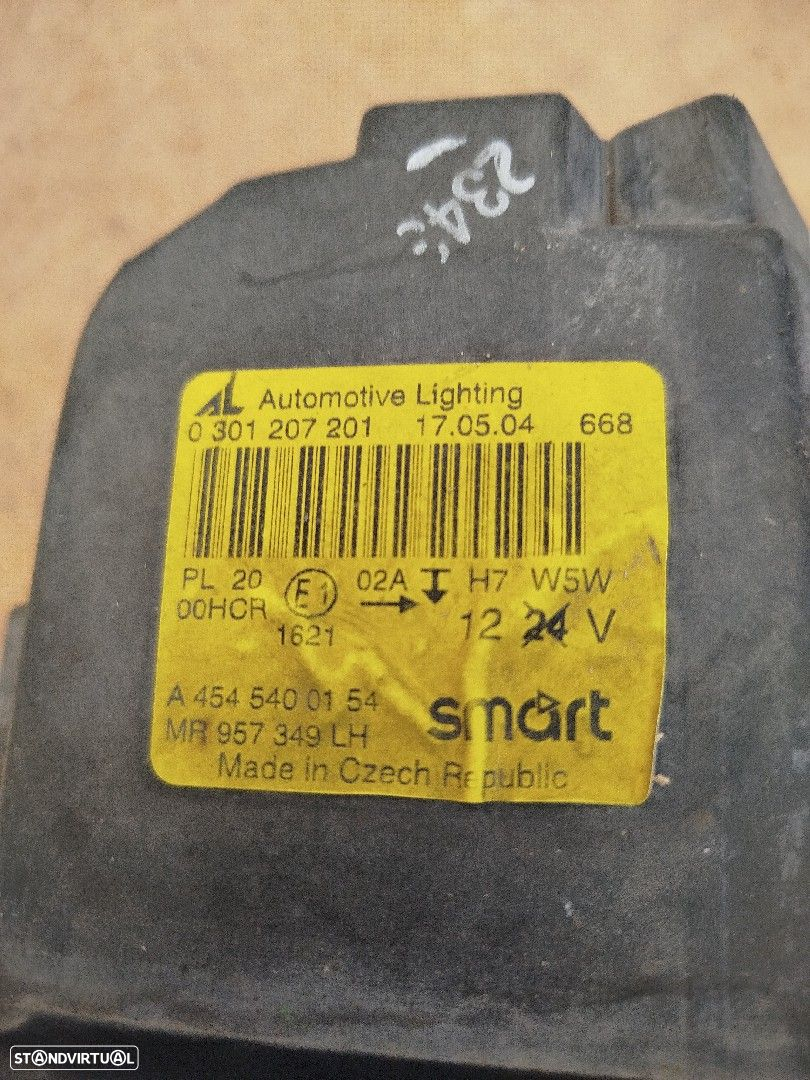 234
AL Automotive Lighting
0 301 207 201 17.05.04 668
PL 20 E1 02A H7 W5W
00HCR 1621 12 24 V
A 454 540 01 54
MR 957 349 LH smart
Made in Czech Republic
STANDVIRTUAL